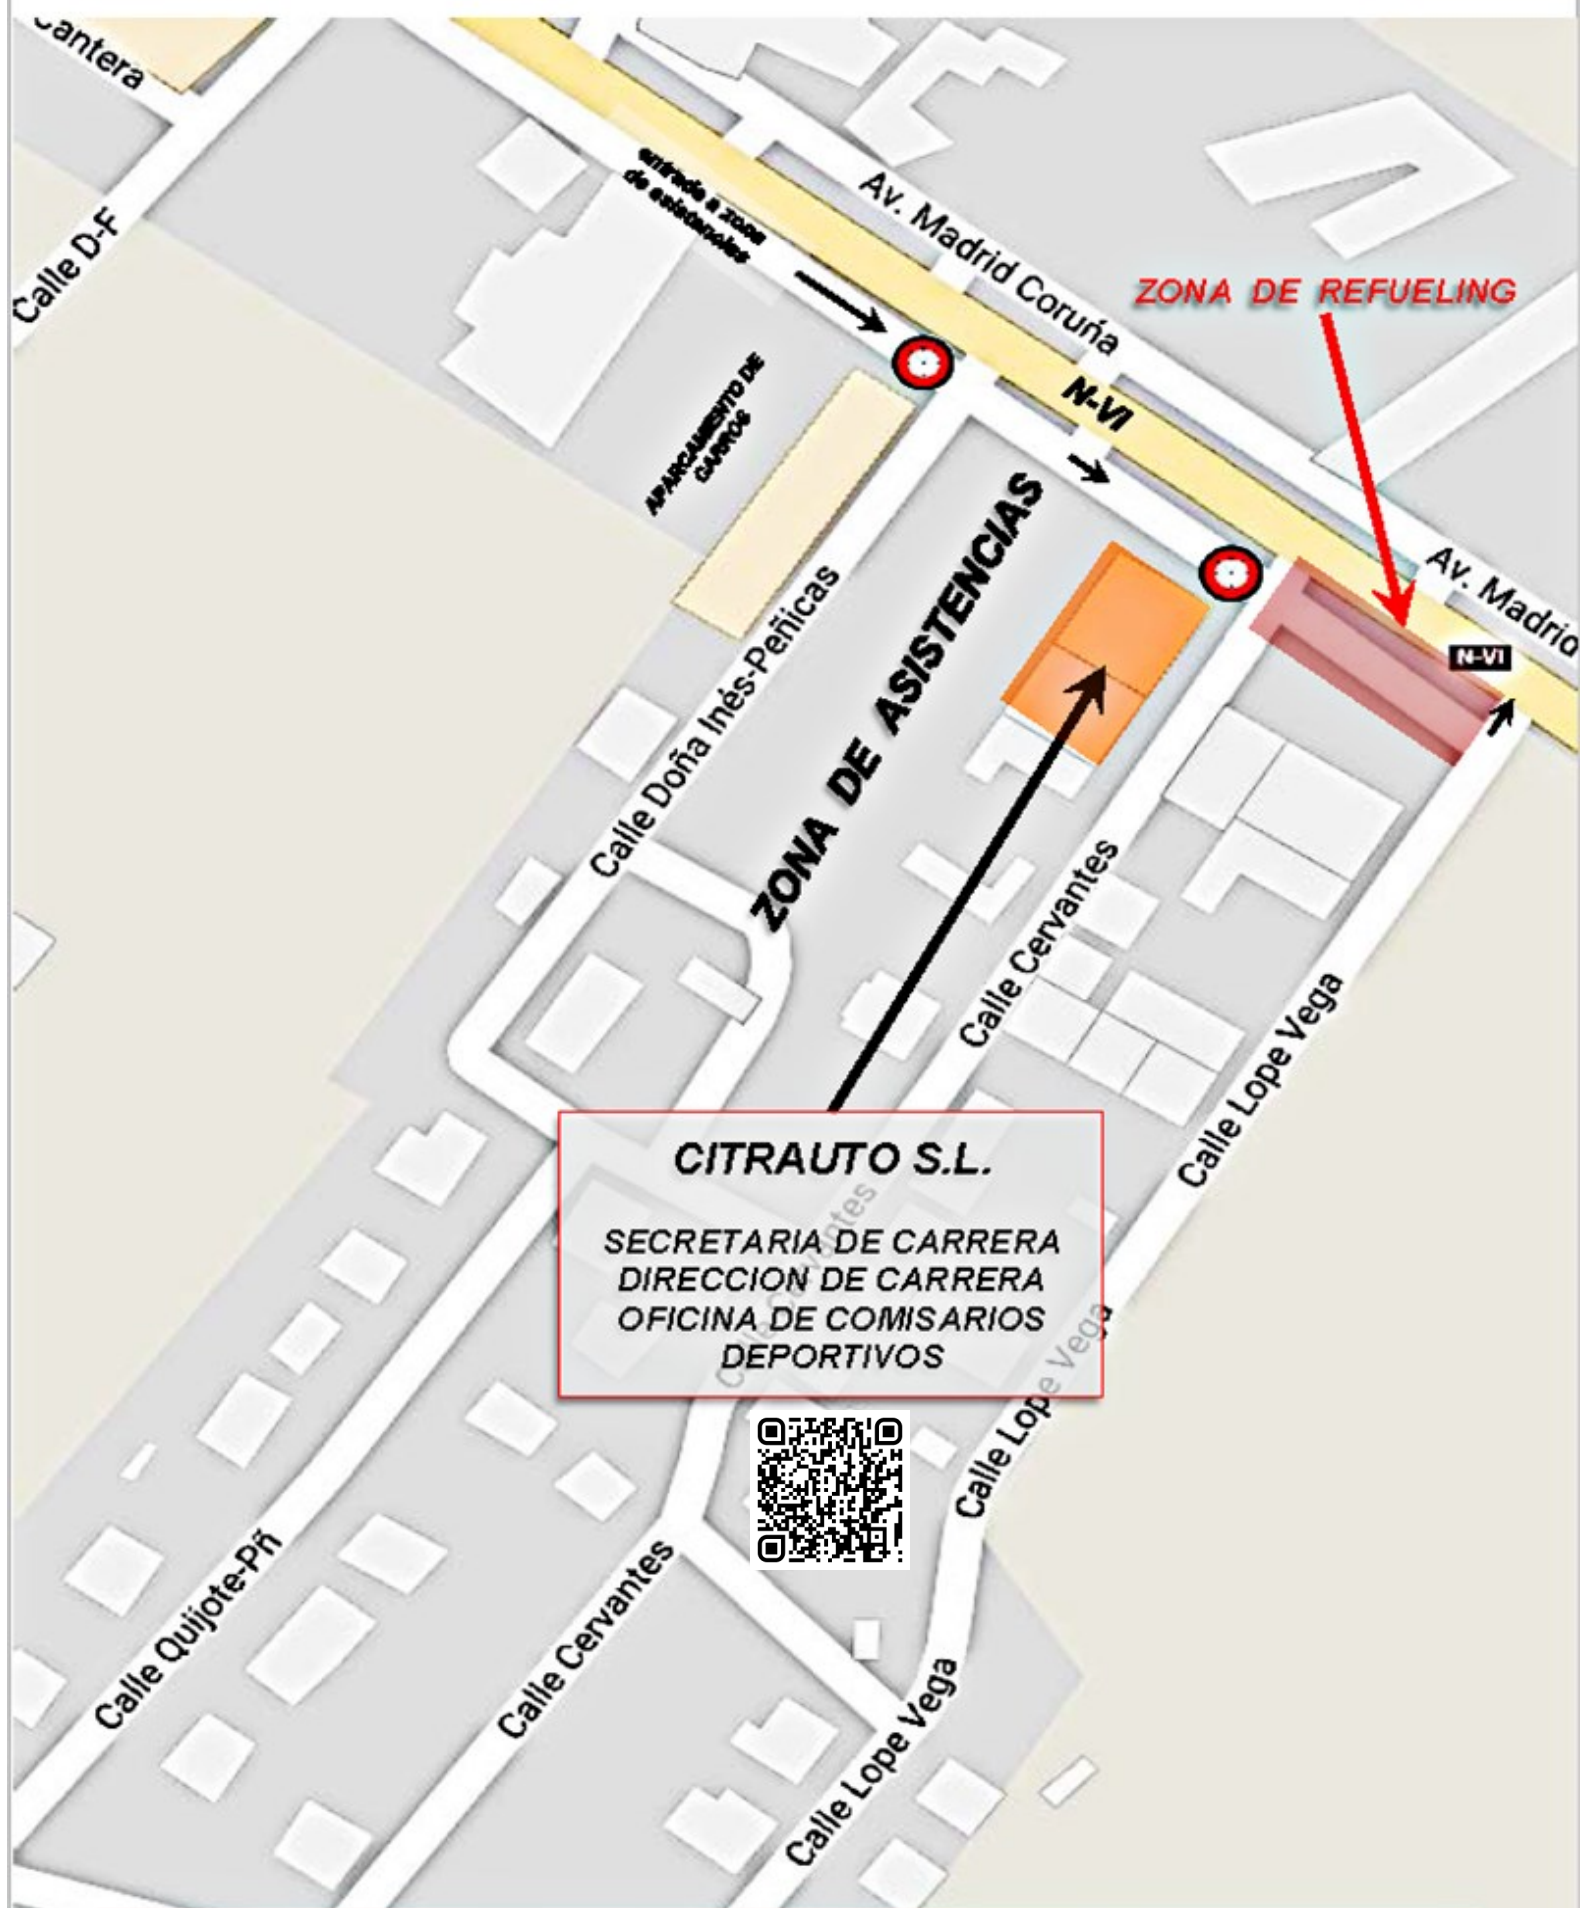 Cantera
Calle D-F
entrada a zona
de asistencias
Av. Madrid Coruña
ZONA DE REFUELING
APARCAMIENTO DE
CARROS
N-VI
Av. Madrid
N-VI
ZONA DE ASISTENCIAS
Calle Doña Inés-Peñicas
Calle Cervantes
Calle Lope Vega
CITRAUTO S.L.
SECRETARIA DE CARRERA
DIRECCION DE CARRERA
OFICINA DE COMISARIOS
DEPORTIVOS
Calle Cervantes
Calle Lope Vega
Calle Quijote-Pñ
Calle Cervantes
Calle Lope Vega